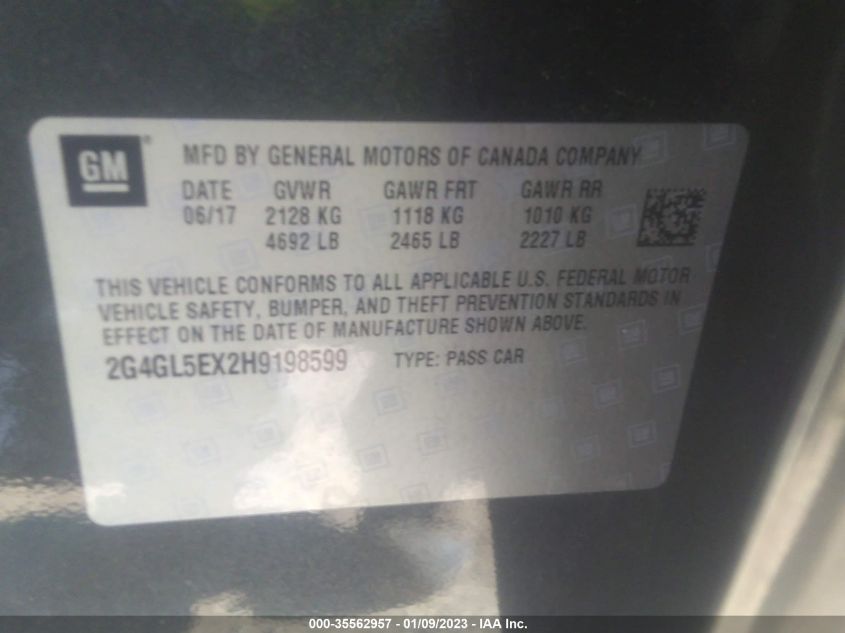 GM
MFD BY GENERAL MOTORS OF CANADA COMPANY
DATE GVWR GAWR FRT GAWR RR
06/17 2128 KG 1118 KG 1010 KG
4692 LB 2465 LB 2227 LB
THIS VEHICLE CONFORMS TO ALL APPLICABLE U.S. FEDERAL MOTOR
VEHICLE SAFETY, BUMPER, AND THEFT PREVENTION STANDARDS IN
EFFECT ON THE DATE OF MANUFACTURE SHOWN ABOVE.
2G4GL5EX2H9198599 TYPE: PASS CAR
000-35562957 - 01/09/2023 - IAA Inc.